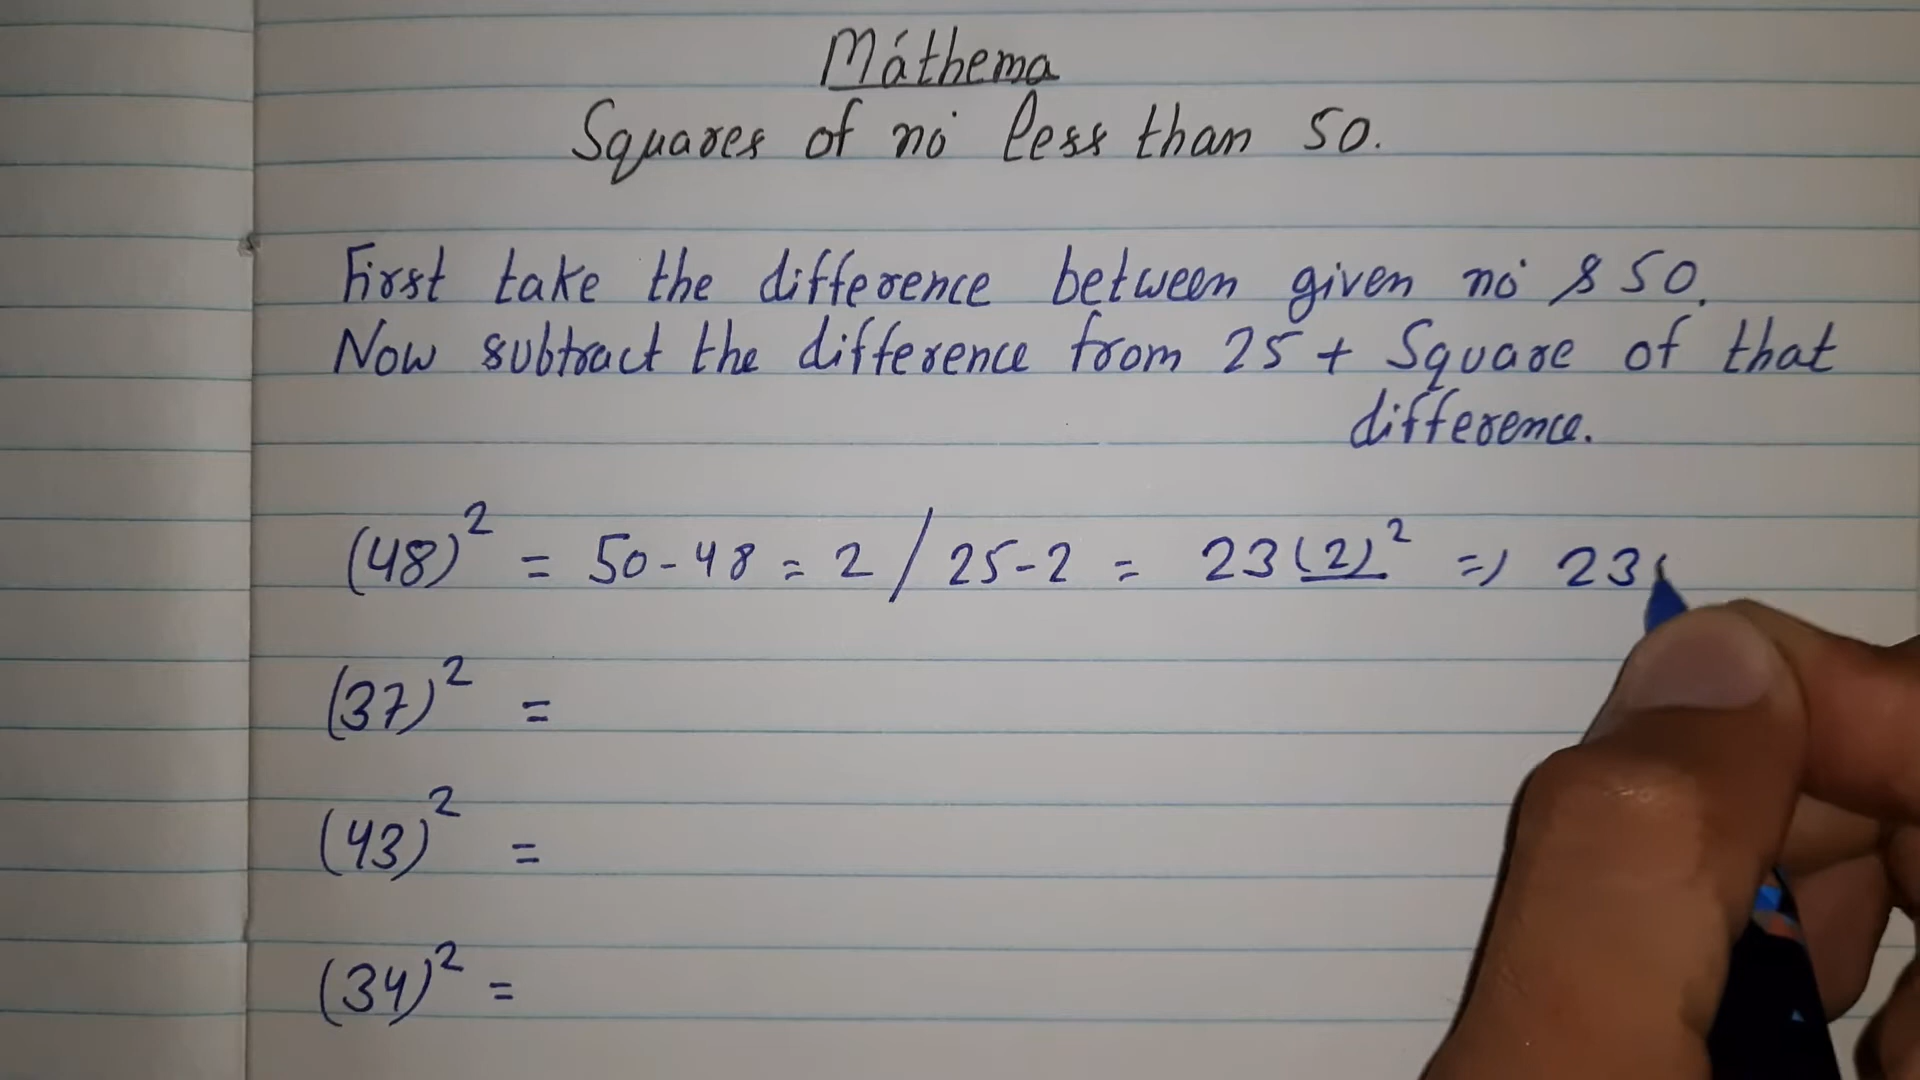 Máthema
Squares of no less than 50.
First take the difference between given no & 50.
Now subtract the difference from 25 + Square of that
difference.
(48)² = 50-48 = 2 / 25-2 = 23(2)² => 23
(37)² =
(43)² =
(34)² =